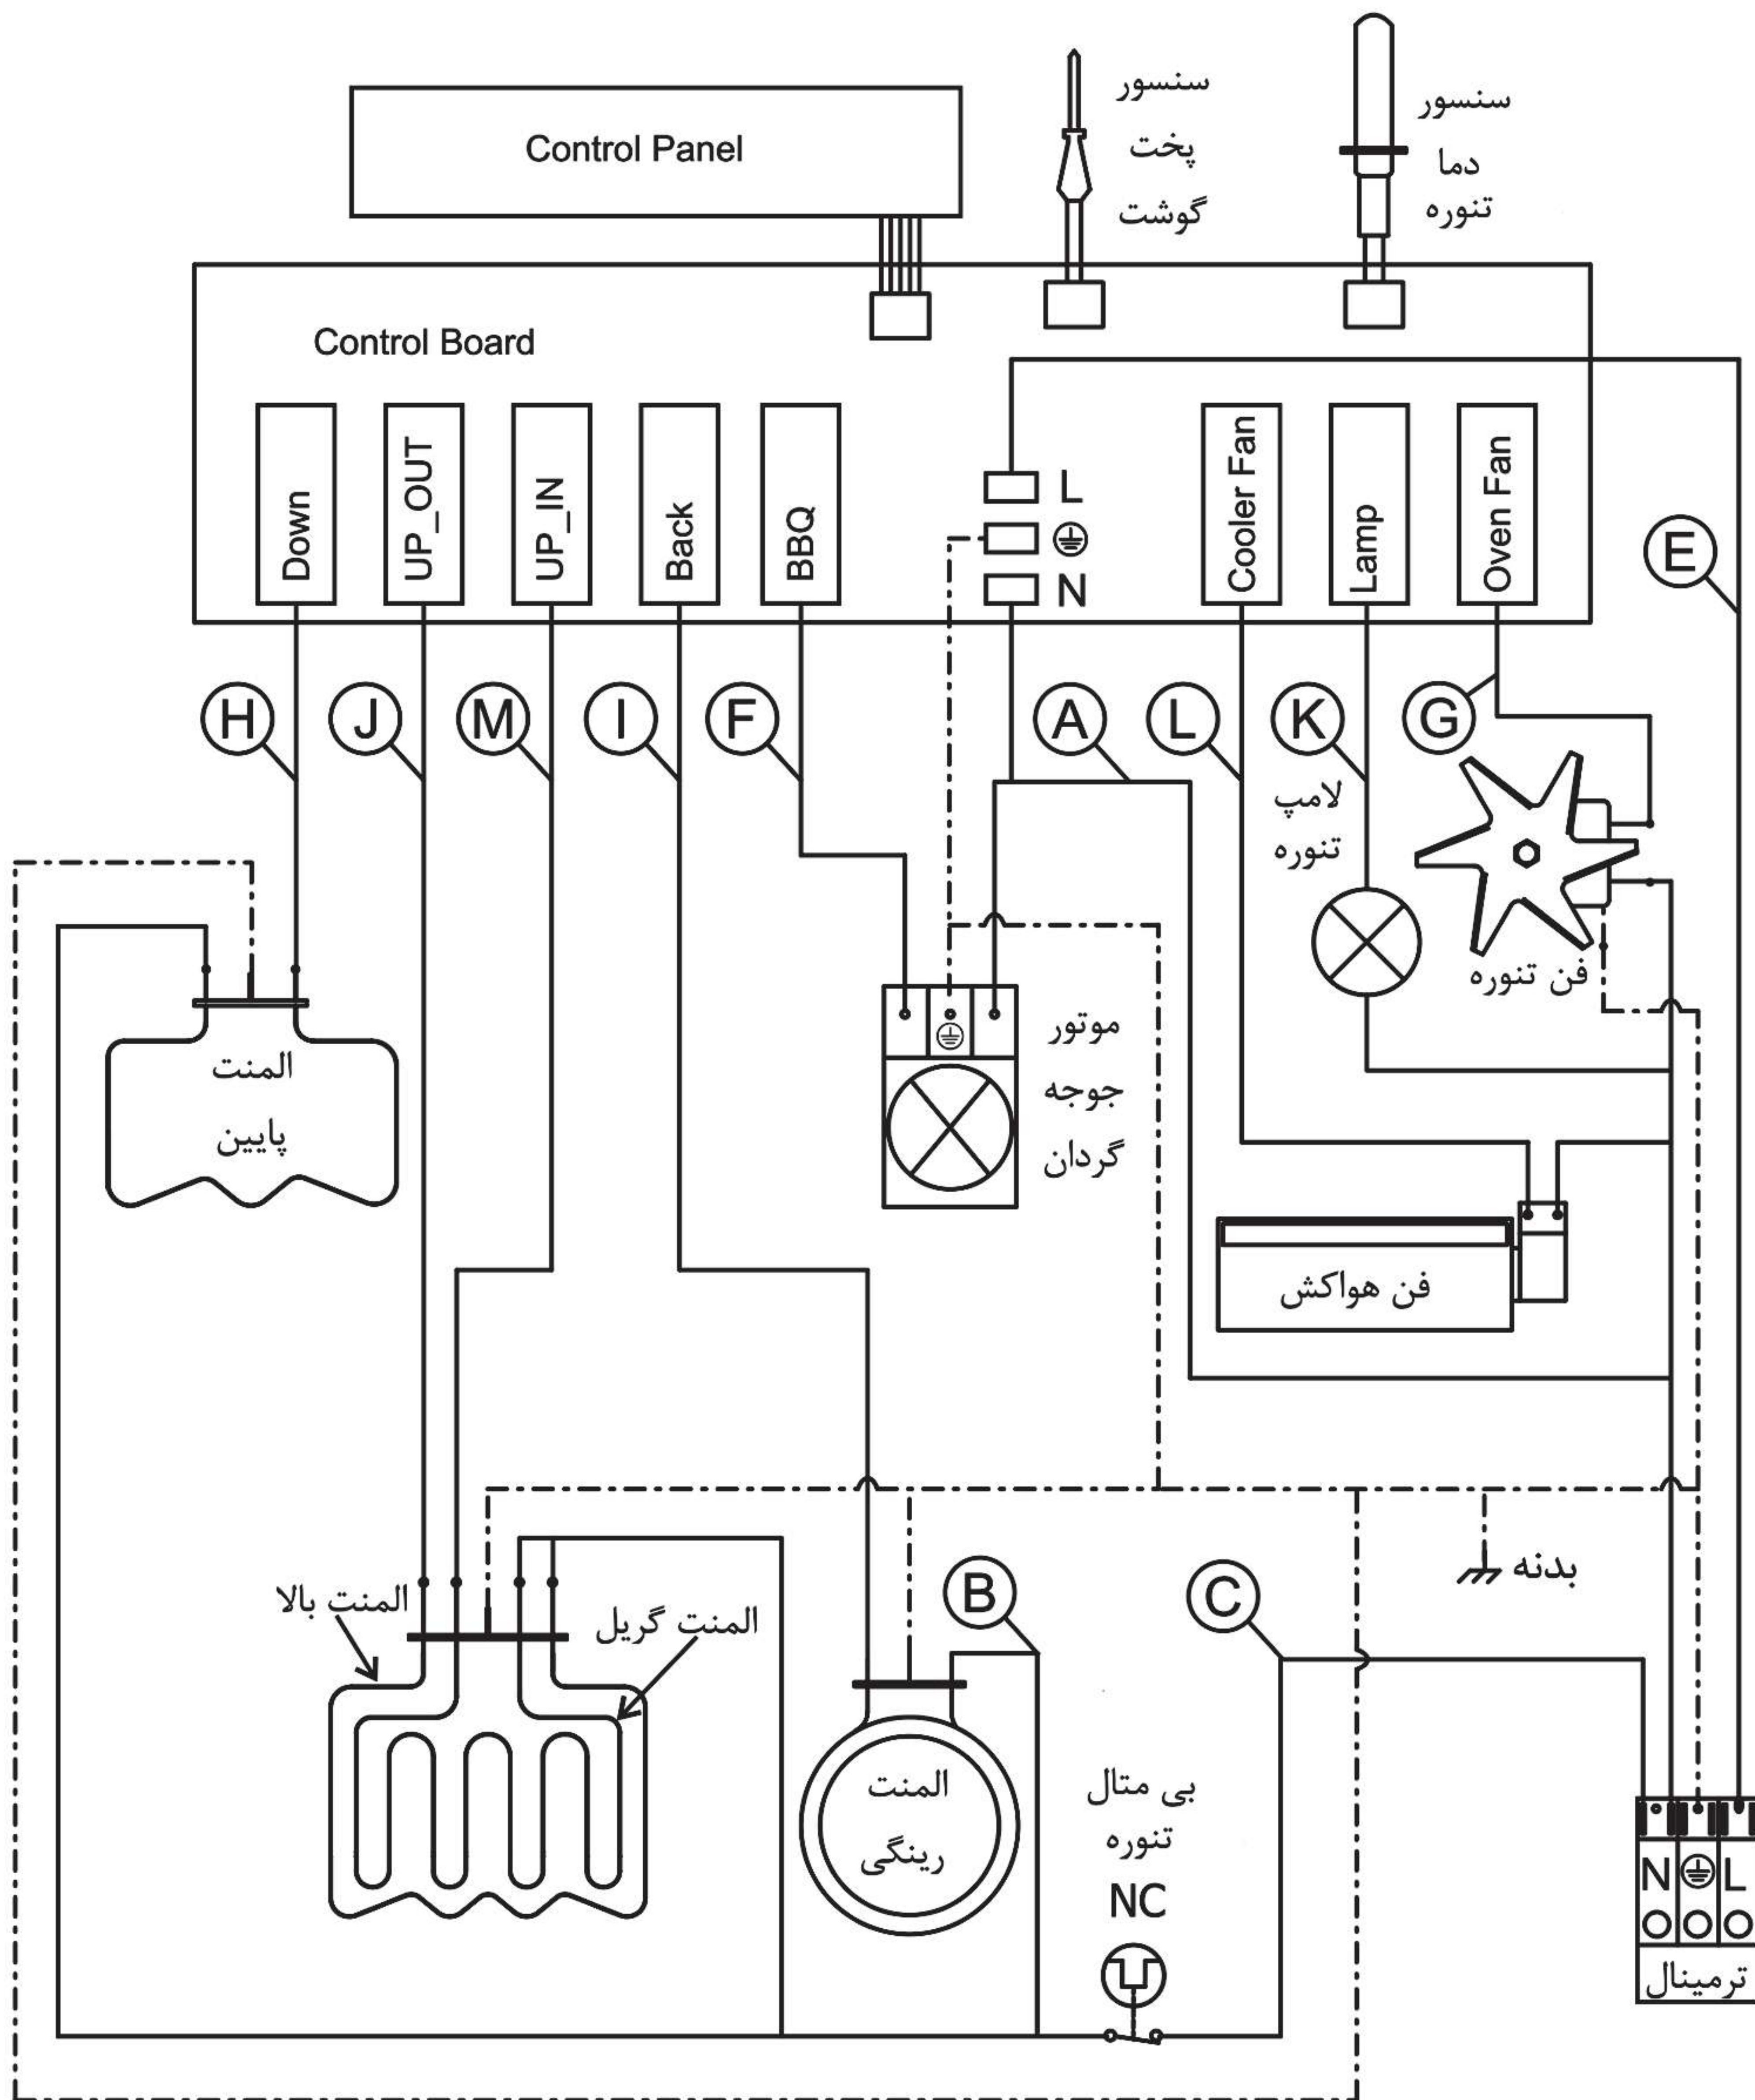 Control Panel
سنسور
پخت
گوشت
سنسور
دما
تنوره
Control Board
Down
UP_OUT
UP_IN
Back
BBQ
L
N
Cooler Fan
Lamp
Oven Fan
E
H
J
M
I
F
A
L
K
G
لامپ
تنوره
فن تنوره
المنت
پایین
موتور
جوجه
گردان
فن هواکش
بدنه
المنت بالا
المنت گریل
B
C
المنت
رینگی
بی متال
تنوره
NC
N
L
ترمینال